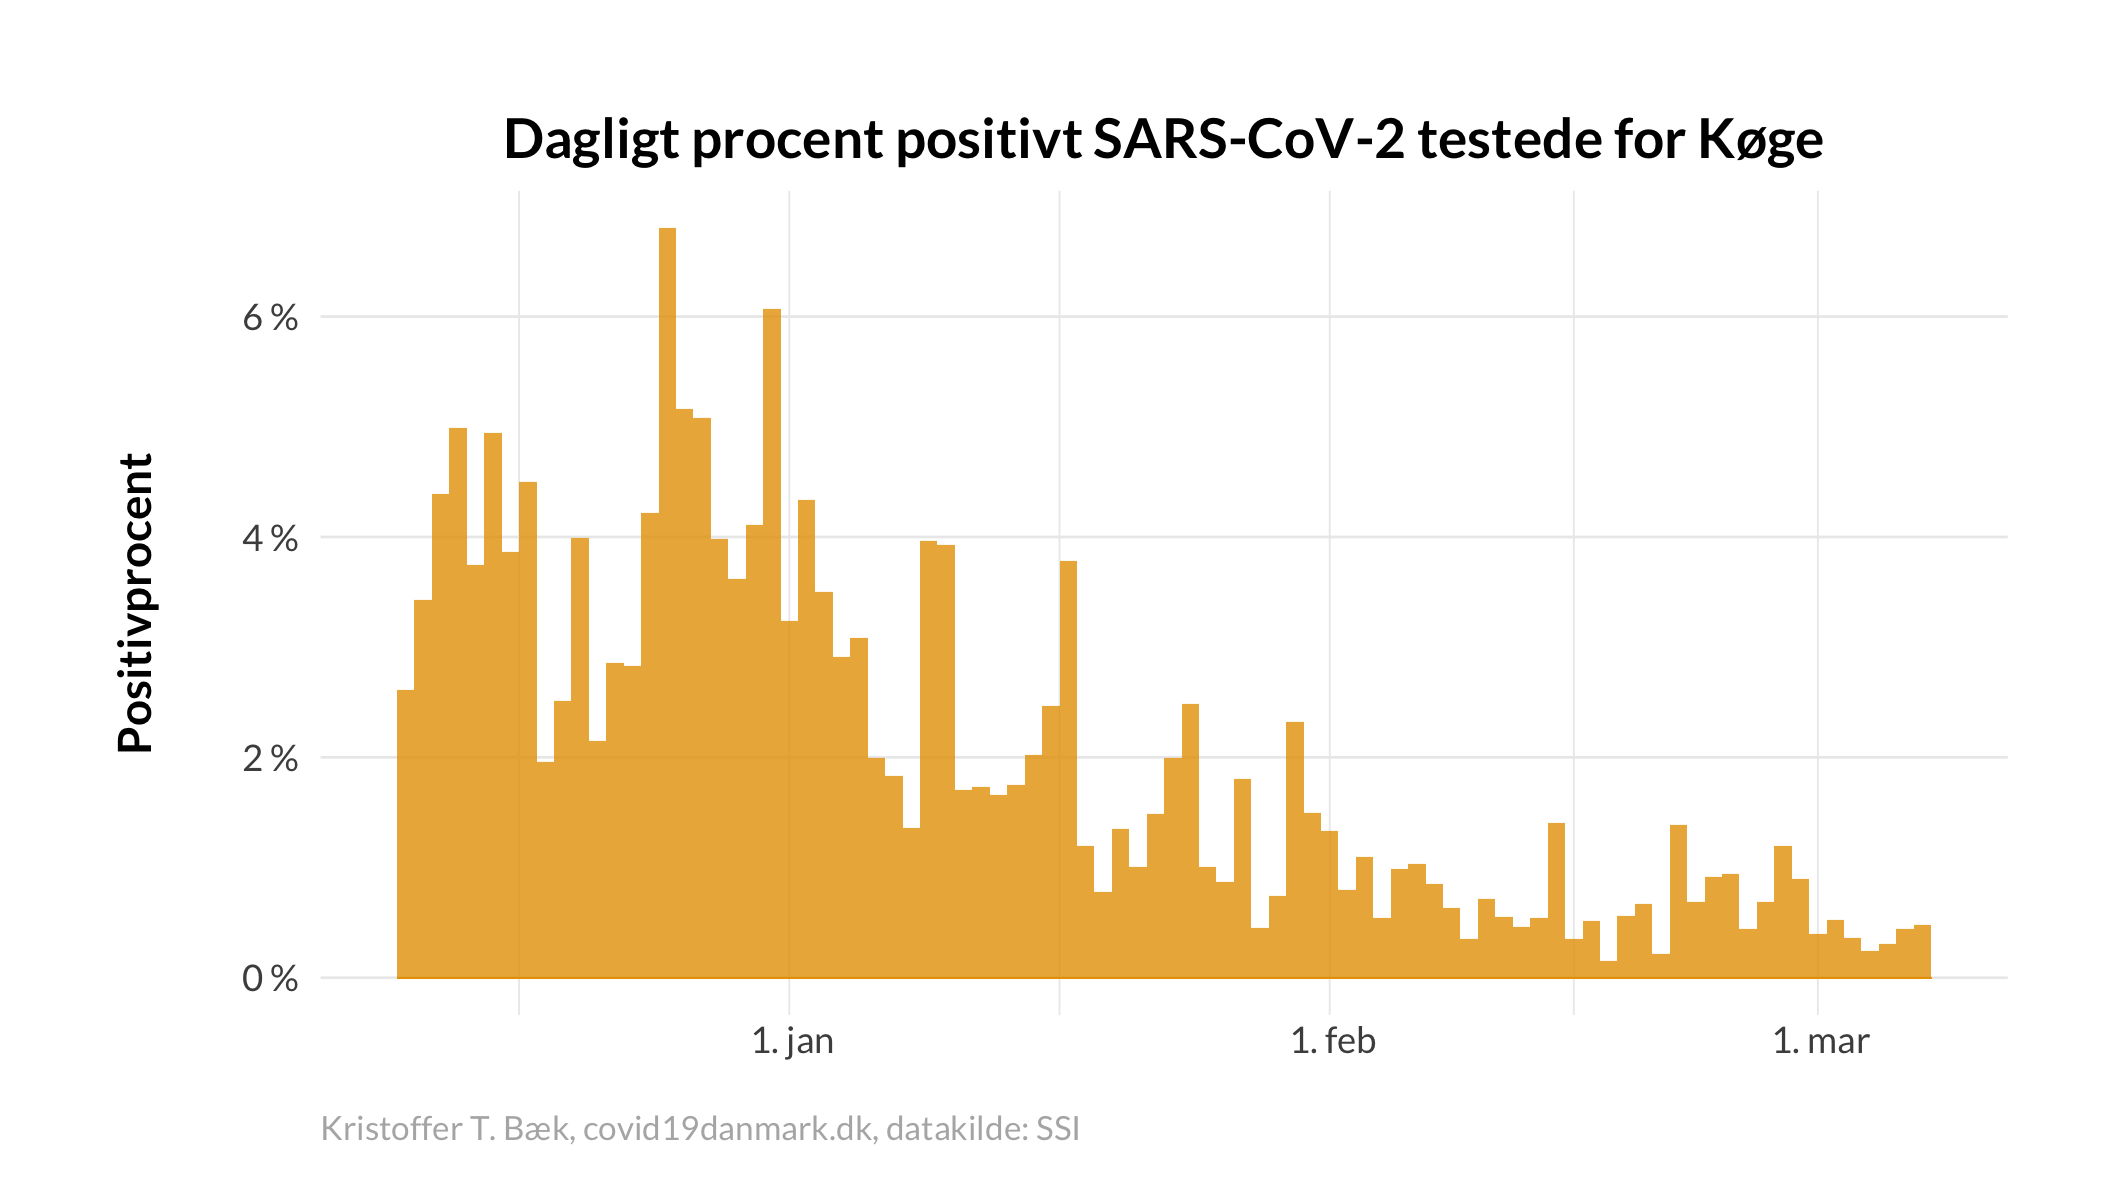 Dagligt procent positivt SARS-CoV-2 testede for Køge
Positivprocent
6 %
4 %
2 %
0 %
1. jan
1. feb
1. mar
Kristoffer T. Bæk, covid19danmark.dk, datakilde: SSI